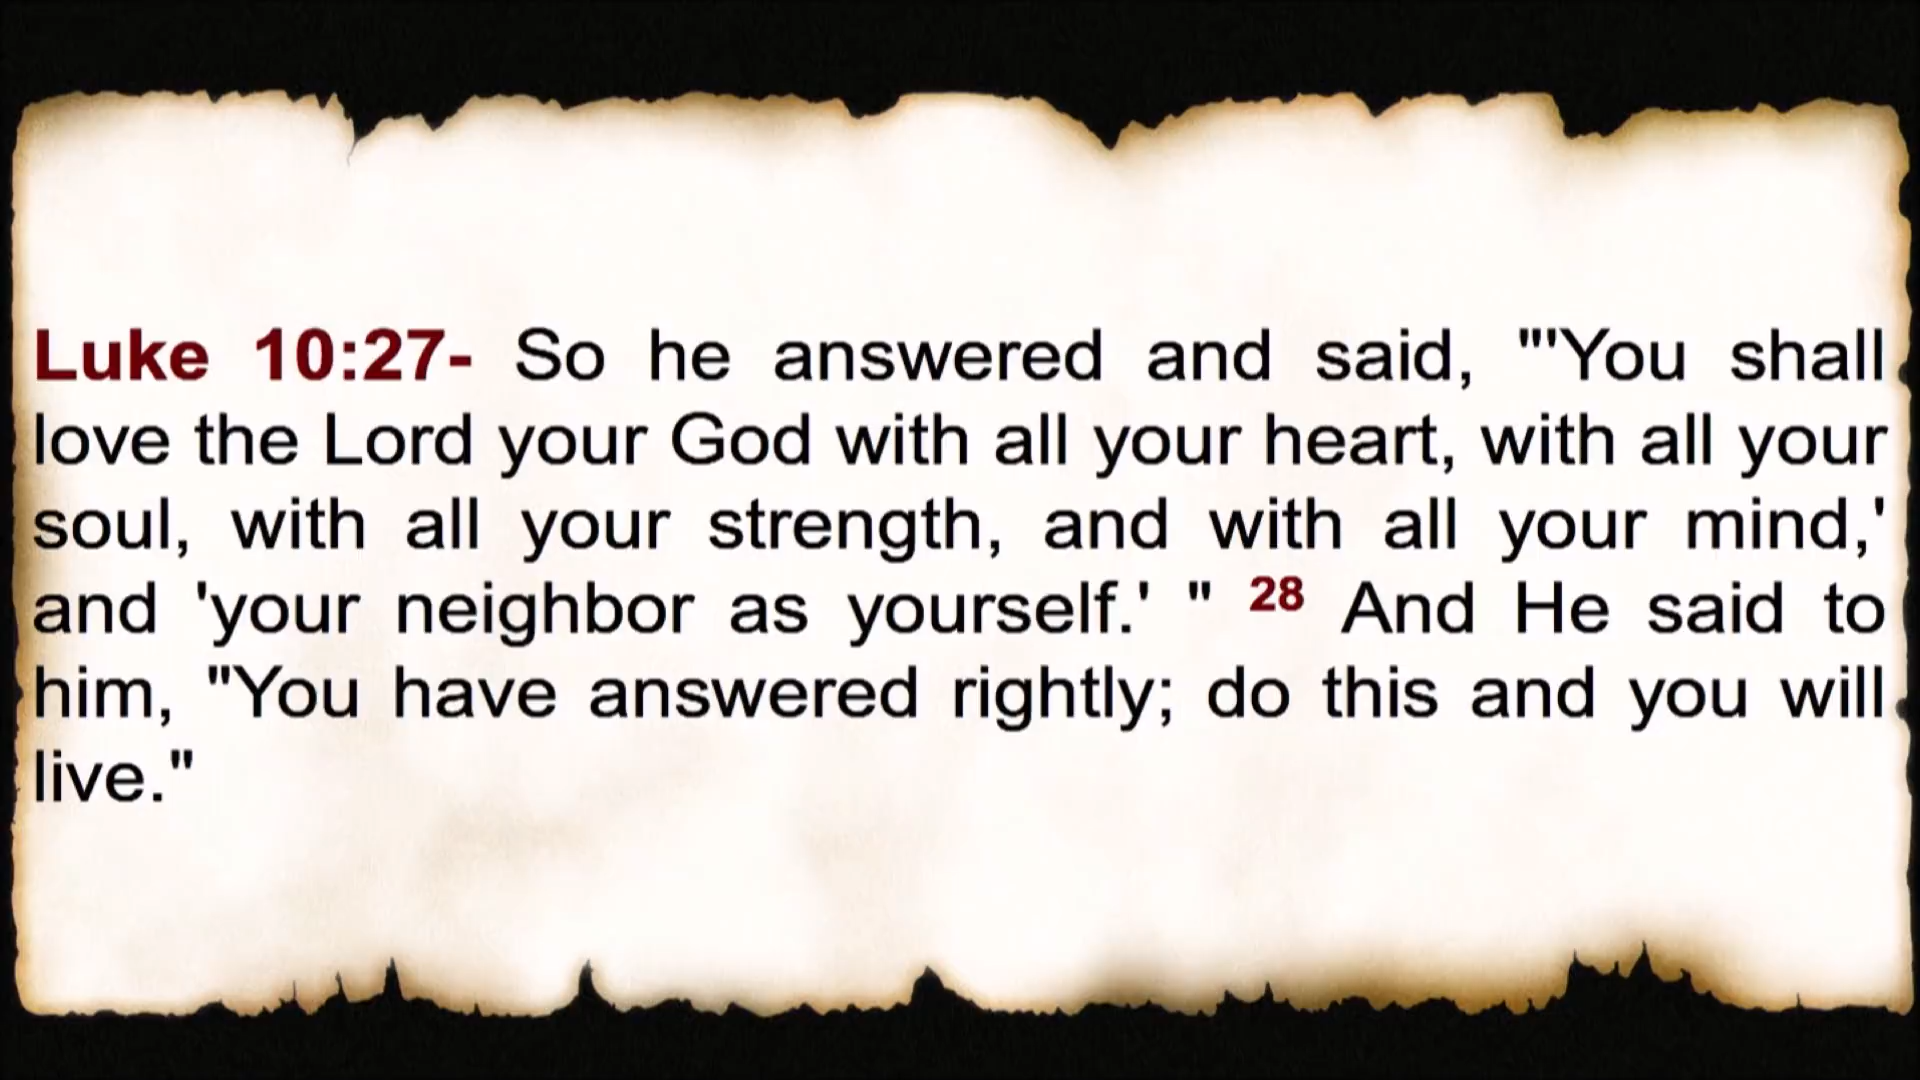 Luke 10:27- So he answered and said, "'You shall
love the Lord your God with all your heart, with all your
soul, with all your strength, and with all your mind,'
and 'your neighbor as yourself.' " 28 And He said to
him, "You have answered rightly; do this and you will
live."